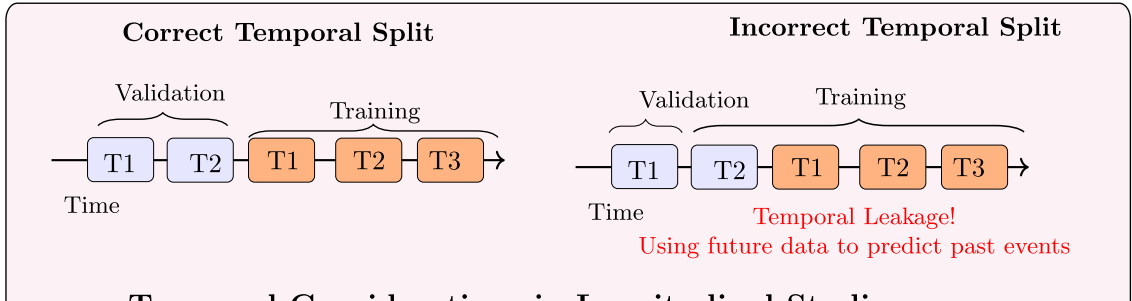 Correct Temporal Split
Validation
Training
T1 T2 T1 T2 T3
Time
Incorrect Temporal Split
Validation
Training
T1 T2 T1 T2 T3
Time
Temporal Leakage!
Using future data to predict past events